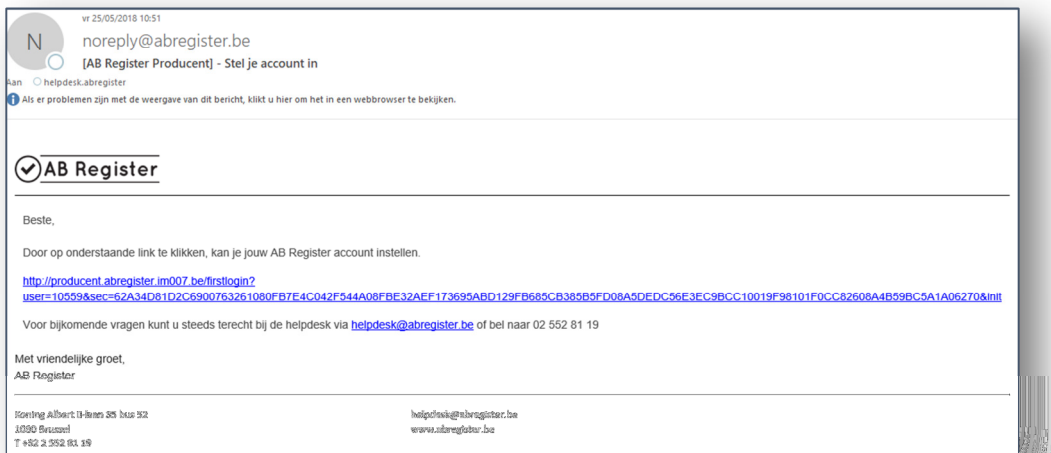 vr 25/05/2018 10:51
N
noreply@abregister.be
[AB Register Producent] - Stel je account in
Aan helpdesk.abregister
Als er problemen zijn met de weergave van dit bericht, klikt u hier om het in een webbrowser te bekijken.
AB Register
Beste,
Door op onderstaande link te klikken, kan je jouw AB Register account instellen.
http://producent.abregister.im007.be/firstlogin?
user=10559&sec=62A34D81D2C6900763261080FB7E4C042F544A08FBE32AEF173695ABD129FB685CB385B5FD08A5DEDC56E3EC9BCC10019F98101F0CC82608A4B59BC5A1A06270&init
Voor bijkomende vragen kunt u steeds terecht bij de helpdesk via helpdesk@abregister.be of bel naar 02 552 81 19
Met vriendelijke groet,
AB Register
Koning Albert II-laan 35 bus 52
helpdesk@abregister.be
Brussel
www.abregister.be
T +32 2 552 81 19